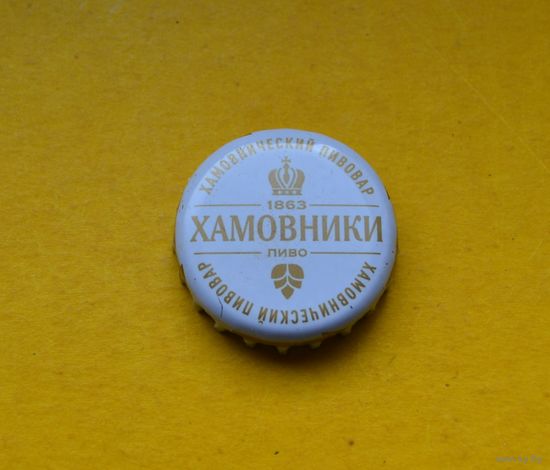 ХАМОВНИЧЕСКИЙ ПИВОВАР
1863
ХАМОВНИКИ
ПИВО
ХАМОВНИЧЕСКИЙ ПИВОВАР